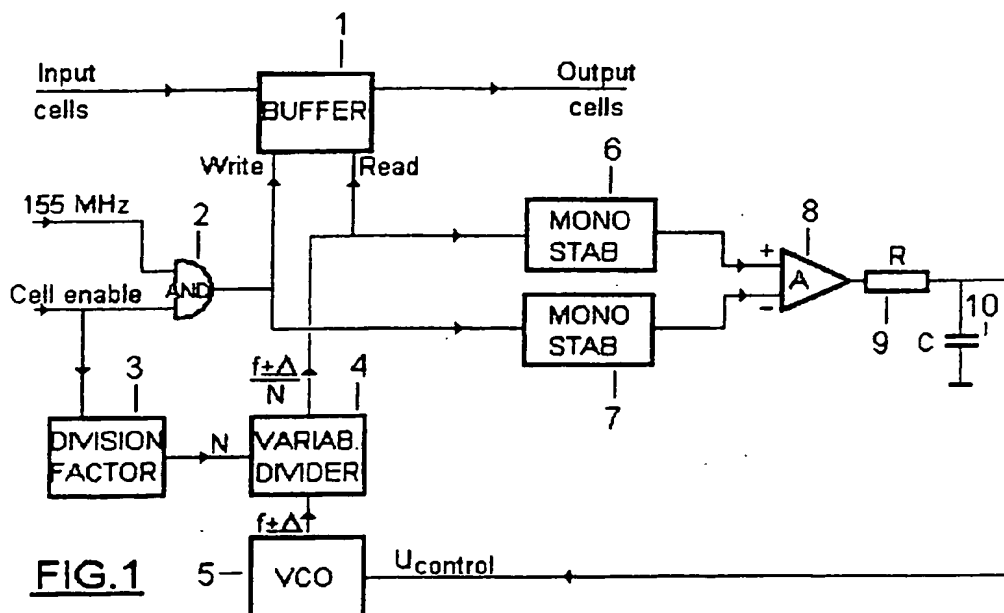 1
Input
cells
BUFFER
Output
cells
Write
Read
6
155 MHz
2
MONO
STAB
8
+
A
R
Cell enable
AND
−
MONO
STAB
9
C
10
3
f±Δ
N
4
7
DIVISION
FACTOR
N
VARIAB.
DIVIDER
f±Δ
FIG.1
5
VCO
Ucontrol